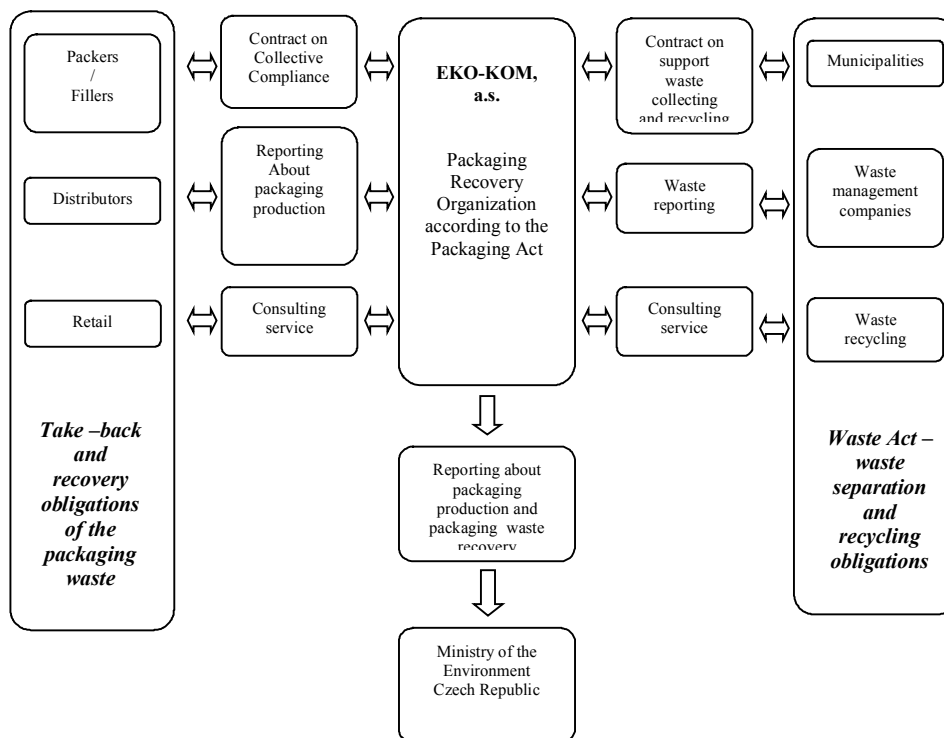 Packers
/
Fillers
Distributors
Retail
Take –back
and
recovery
obligations
of the
packaging
waste
Contract on
Collective
Compliance
Reporting
About
packaging
production
Consulting
service
EKO-KOM,
a.s.
Packaging
Recovery
Organization
according to the
Packaging Act
Reporting about
packaging
production and
packaging waste
recovery
Ministry of the
Environment
Czech Republic
Contract on
support
waste
collecting
and recycling
Waste
reporting
Consulting
service
Municipalities
Waste
management
companies
Waste
recycling
Waste Act –
waste
separation
and
recycling
obligations